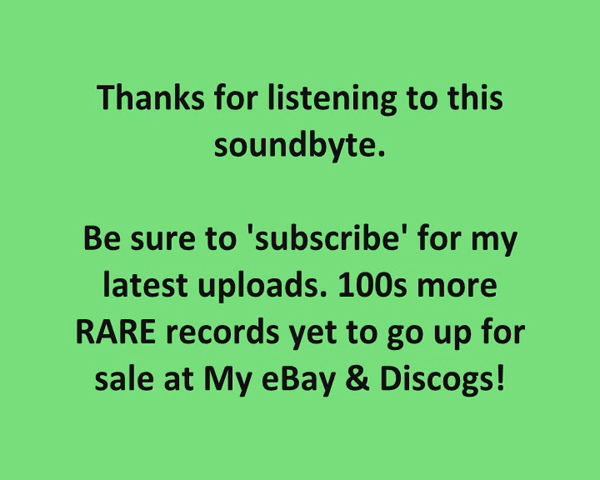 Thanks for listening to this
soundbyte.
Be sure to 'subscribe' for my
latest uploads. 100s more
RARE records yet to go up for
sale at My eBay & Discogs!